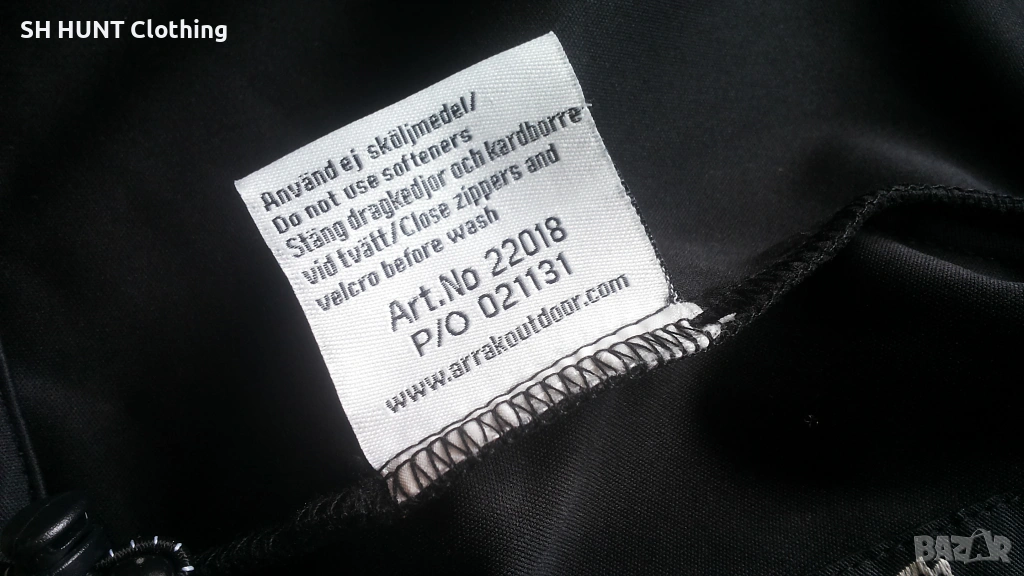 SH HUNT Clothing
Använd ej sköljmedel/
Do not use softeners
Stäng dragkedjor och kardborre
vid tvätt/Close zippers and
velcro before wash
Art.No 22018
P/O 021131
www.arrakoutdoor.com
BAZAR